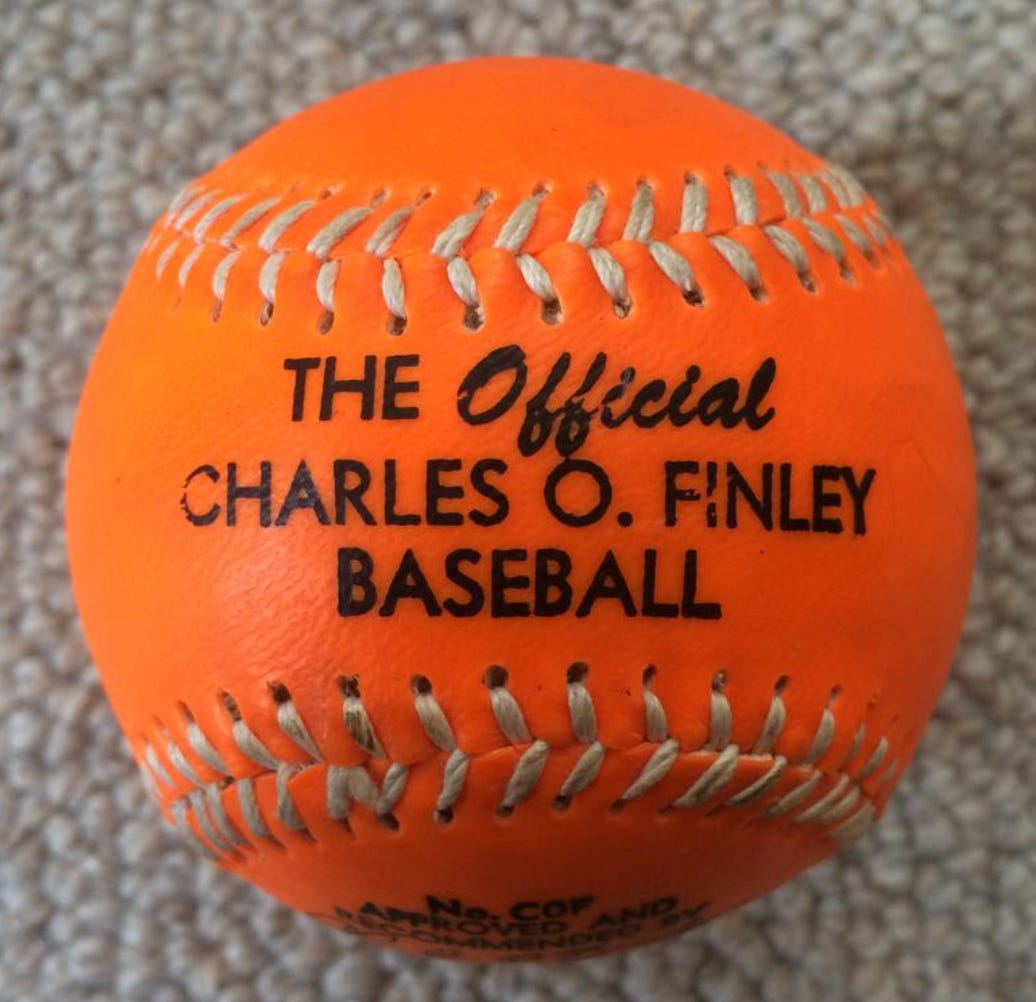 THE Official
CHARLES O. FINLEY
BASEBALL
No. COF
APPROVED AND
RECOMMENDED BY